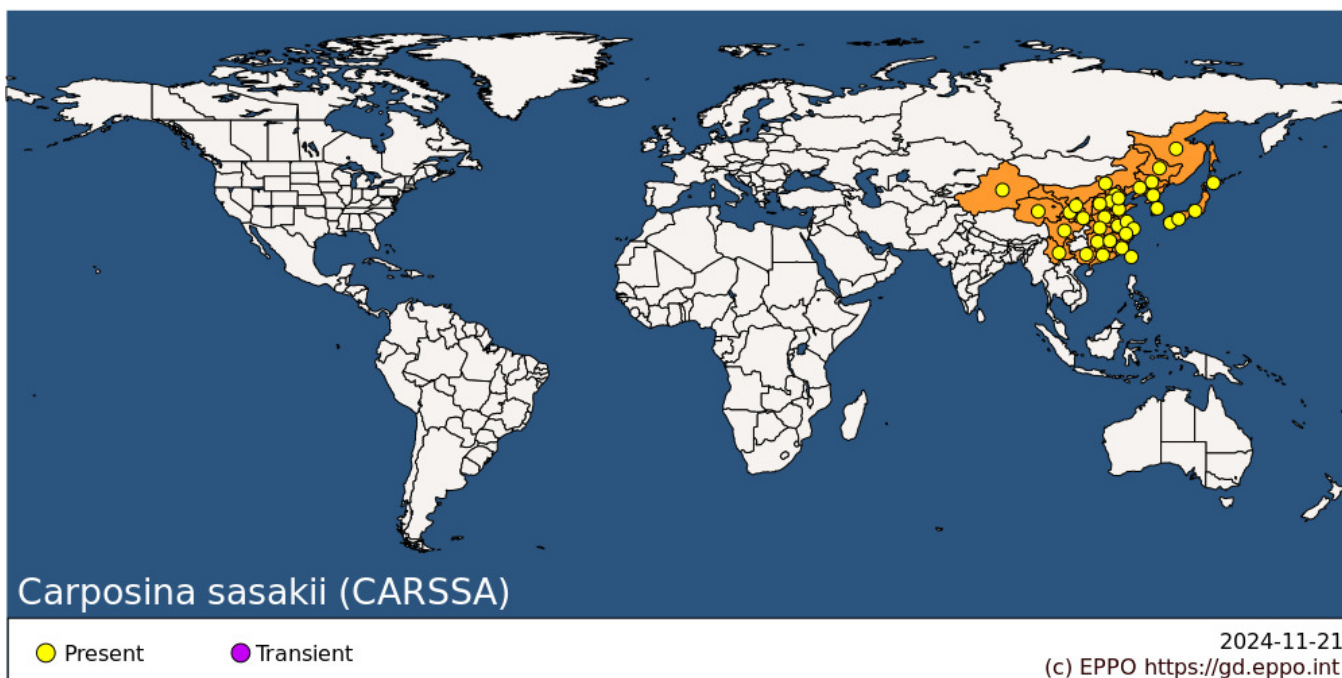 Carposina sasakii (CARSSA)
Present
Transient
2024-11-21
(c) EPPO https://gd.eppo.int